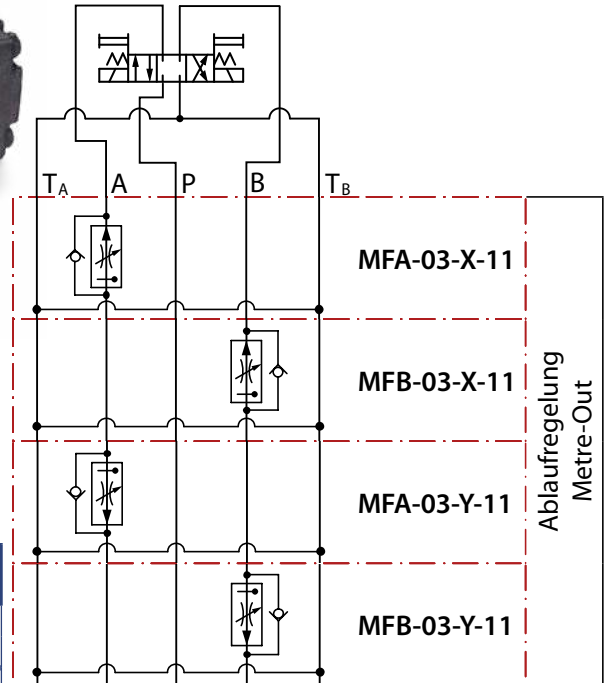 TA A P B TB
MFA-03-X-11
MFB-03-X-11
MFA-03-Y-11
MFB-03-Y-11
Ablaufregelung
Metre-Out